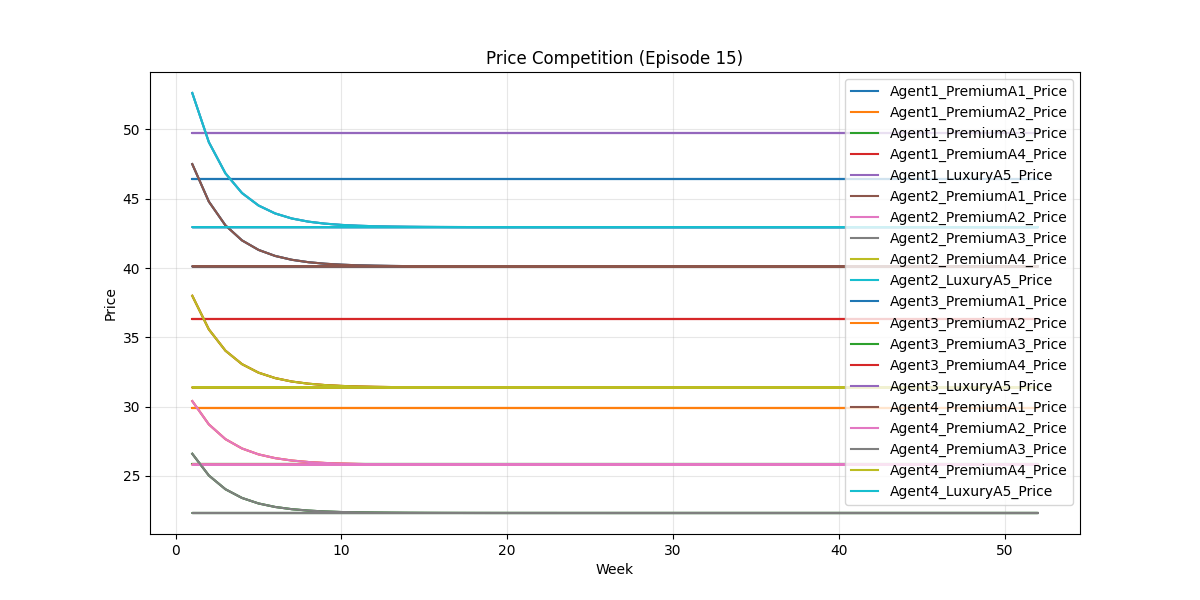 Price Competition (Episode 15)
Price
50
45
40
35
30
25
0
10
20
30
40
50
Week
Agent1_PremiumA1_Price
Agent1_PremiumA2_Price
Agent1_PremiumA3_Price
Agent1_PremiumA4_Price
Agent1_LuxuryA5_Price
Agent2_PremiumA1_Price
Agent2_PremiumA2_Price
Agent2_PremiumA3_Price
Agent2_PremiumA4_Price
Agent2_LuxuryA5_Price
Agent3_PremiumA1_Price
Agent3_PremiumA2_Price
Agent3_PremiumA3_Price
Agent3_PremiumA4_Price
Agent3_LuxuryA5_Price
Agent4_PremiumA1_Price
Agent4_PremiumA2_Price
Agent4_PremiumA3_Price
Agent4_PremiumA4_Price
Agent4_LuxuryA5_Price